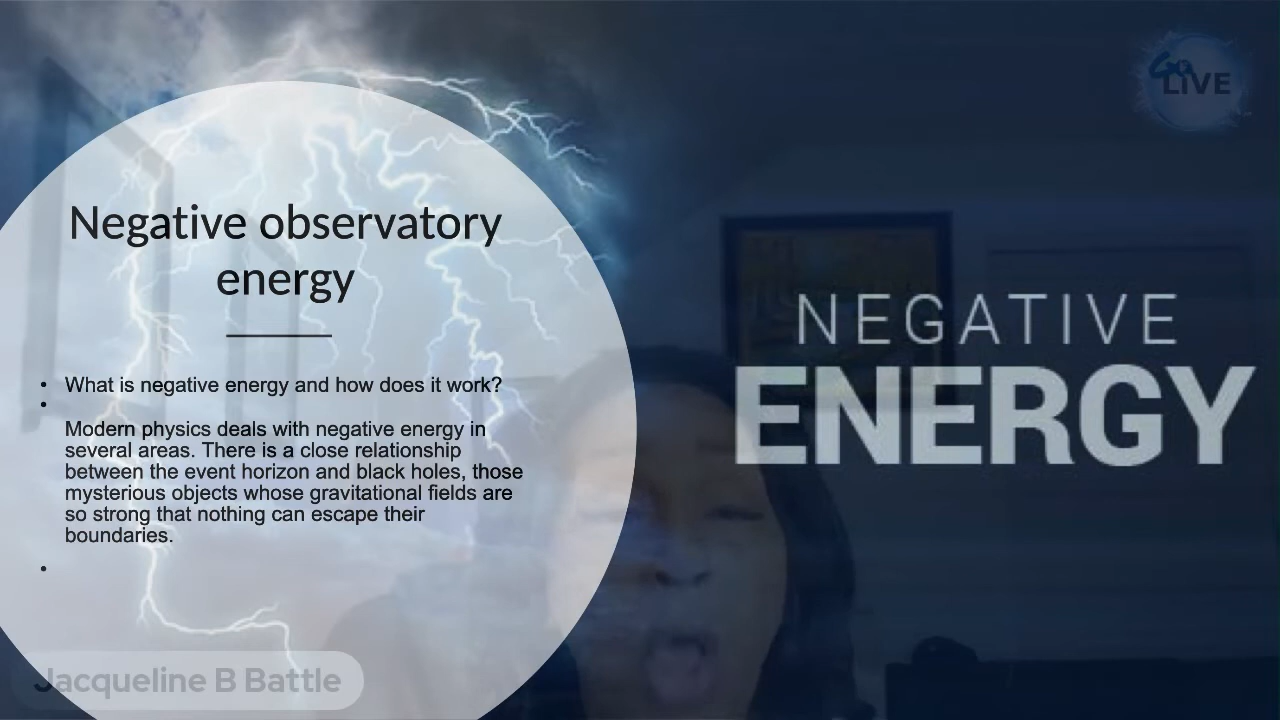 Go
LIVE
Negative observatory
energy
• What is negative energy and how does it work?
•
Modern physics deals with negative energy in
several areas. There is a close relationship
between the event horizon and black holes, those
mysterious objects whose gravitational fields are
so strong that nothing can escape their
boundaries.
•
NEGATIVE
ENERGY
Jacqueline B Battle